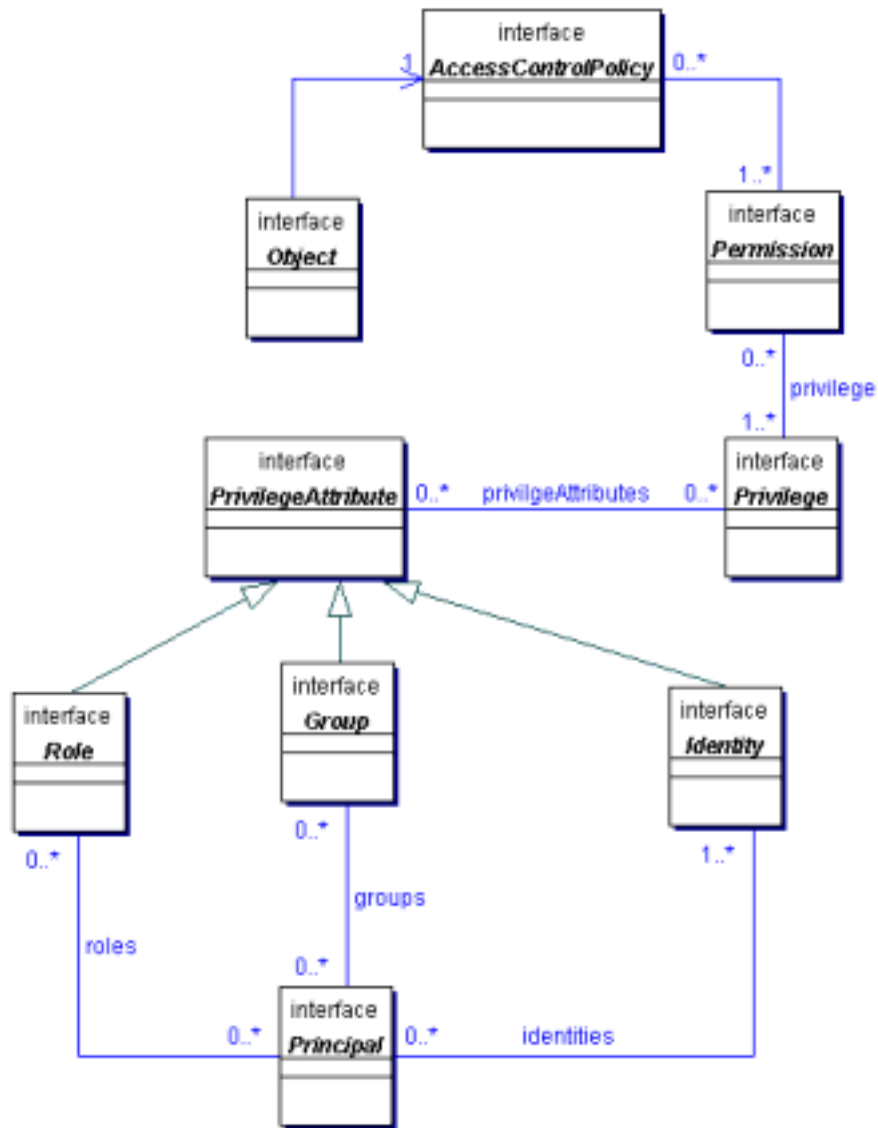 interface
AccessControlPolicy
1
0..*
1..*
interface
Object
interface
Permission
0..*
privilege
1..*
interface
PrivilegeAttribute
0..*
privilgeAttributes
0..*
interface
Privilege
interface
Role
interface
Group
interface
Identity
0..*
0..*
1..*
groups
roles
0..*
0..*
interface
Principal
0..*
identities